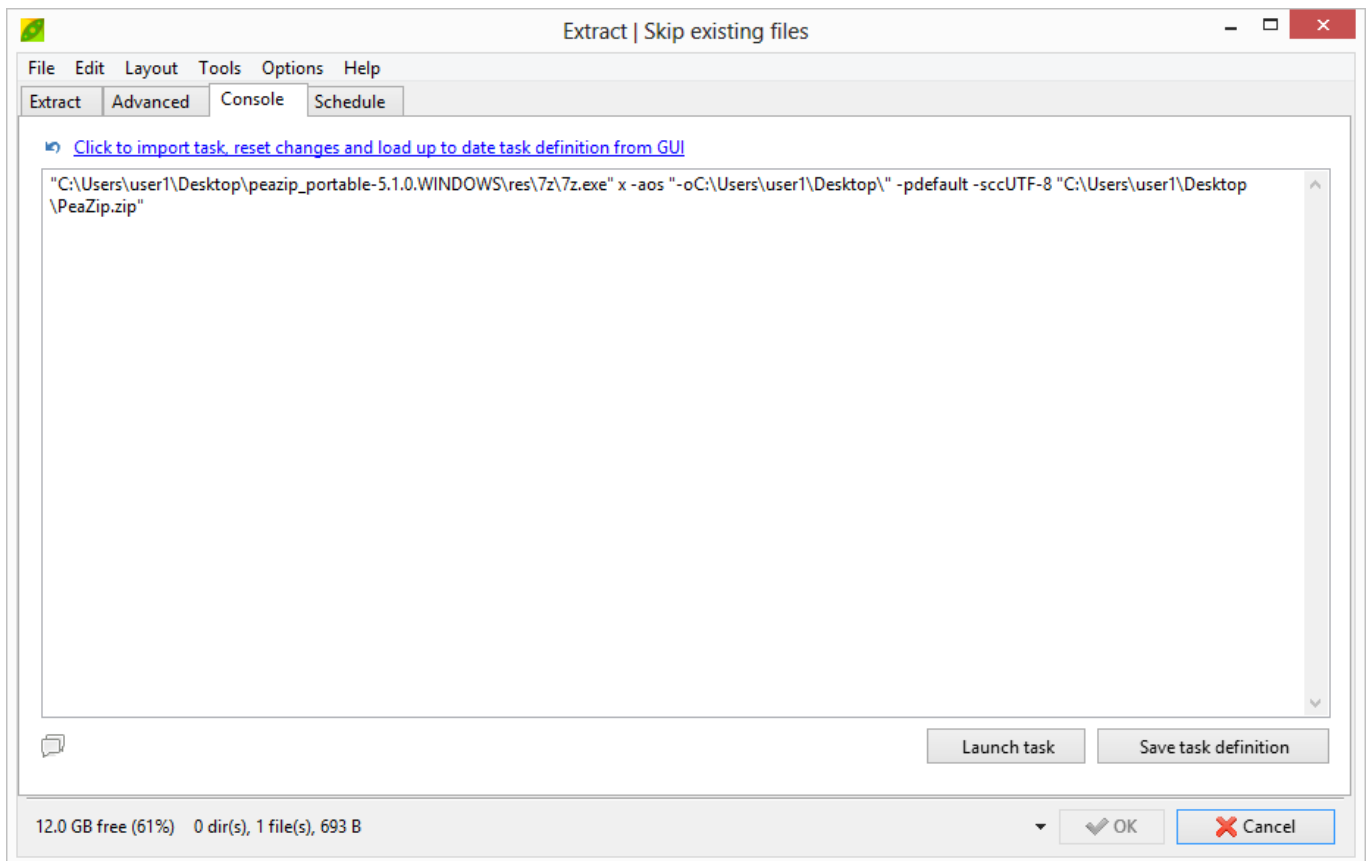 Extract | Skip existing files
File Edit Layout Tools Options Help
Extract Advanced Console Schedule
Click to import task, reset changes and load up to date task definition from GUI
"C:\Users\user1\Desktop\peazip_portable-5.1.0.WINDOWS\res\7z\7z.exe" x -aos "-oC:\Users\user1\Desktop\" -pdefault -sccUTF-8 "C:\Users\user1\Desktop
\PeaZip.zip"
Launch task Save task definition
12.0 GB free (61%) 0 dir(s), 1 file(s), 693 B OK Cancel